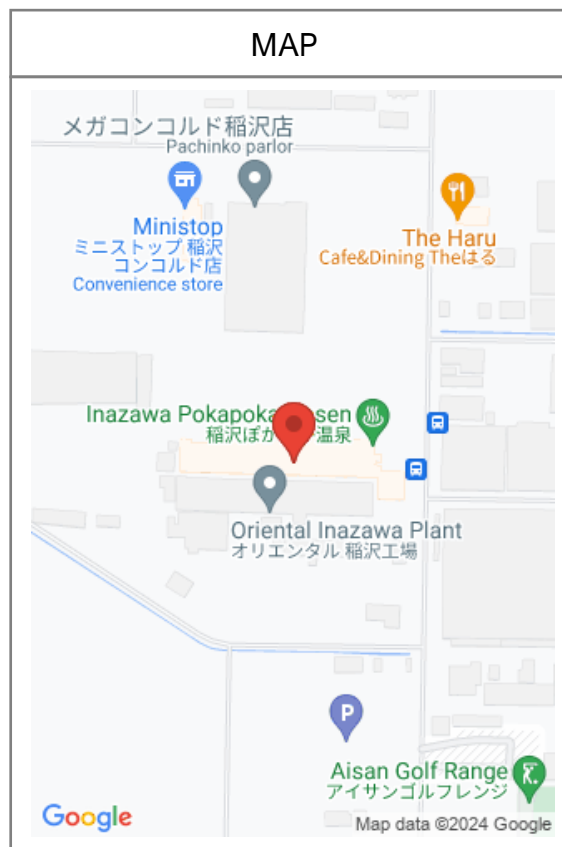 MAP
メガコンコルド稲沢店
Pachinko parlor
Ministop
ミニストップ 稲沢
コンコルド店
Convenience store
The Haru
Cafe&Dining Theはる
Inazawa
稲沢
温泉
Oriental Inazawa Plant
オリエンタル 稲沢工場
P
Aisan Golf Range
アイサンゴルフレンジ
Google
Map data ©2024 Google